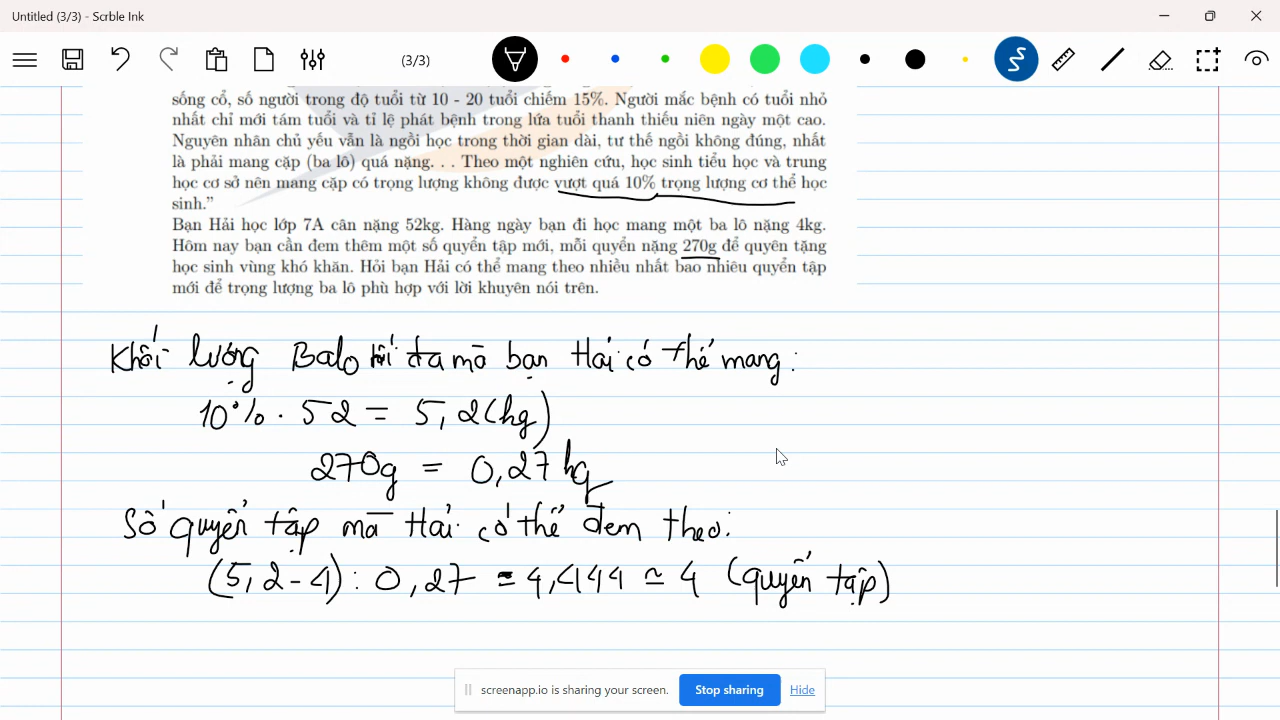 Untitled (3/3) - Scrble Ink
(3/3)
sống cổ, số người trong độ tuổi từ 10 - 20 tuổi chiếm 15%. Người mắc bệnh có tuổi nhỏ
nhất chỉ mới tám tuổi và tỉ lệ phát bệnh trong lứa tuổi thanh thiếu niên ngày một cao.
Nguyên nhân chủ yếu vẫn là ngồi học trong thời gian dài, tư thế ngồi không đúng, nhất
là phải mang cặp (ba lô) quá nặng. . . Theo một nghiên cứu, học sinh tiểu học và trung
học cơ sở nên mang cặp có trọng lượng không được vượt quá 10% trọng lượng cơ thể học
sinh.”
Bạn Hải học lớp 7A cân nặng 52kg. Hàng ngày bạn đi học mang một ba lô nặng 4kg.
Hôm nay bạn cần đem thêm một số quyển tập mới, mỗi quyển nặng 270g để quyên tặng
học sinh vùng khó khăn. Hỏi bạn Hải có thể mang theo nhiều nhất bao nhiêu quyển tập
mới để trọng lượng ba lô phù hợp với lời khuyên nói trên.
Khối lượng Balo tối đa mà bạn Hải có thể mang:
10% . 52 = 5,2(kg)
270g = 0,27 kg
Số quyển tập mà Hải có thể đem theo:
(5,2-4): 0,27 = 4,444 ≃ 4 (quyển tập)
screenapp.io is sharing your screen. Stop sharing Hide